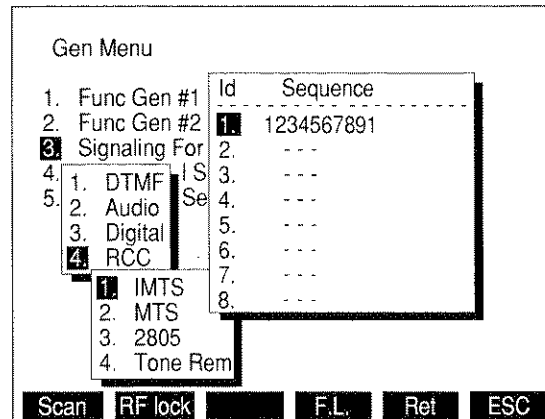 Gen Menu
1. Func Gen #1
2. Func Gen #2
3. Signaling For
4. I S
5. Se
1. DTMF
2. Audio
3. Digital
4. RCC
1. IMTS
2. MTS
3. 2805
4. Tone Rem
Id Sequence
1. 1234567891
2. - - -
3. - - -
4. - - -
5. - - -
6. - - -
7. - - -
8. - - -
Scan RF lock F.L. Ret ESC